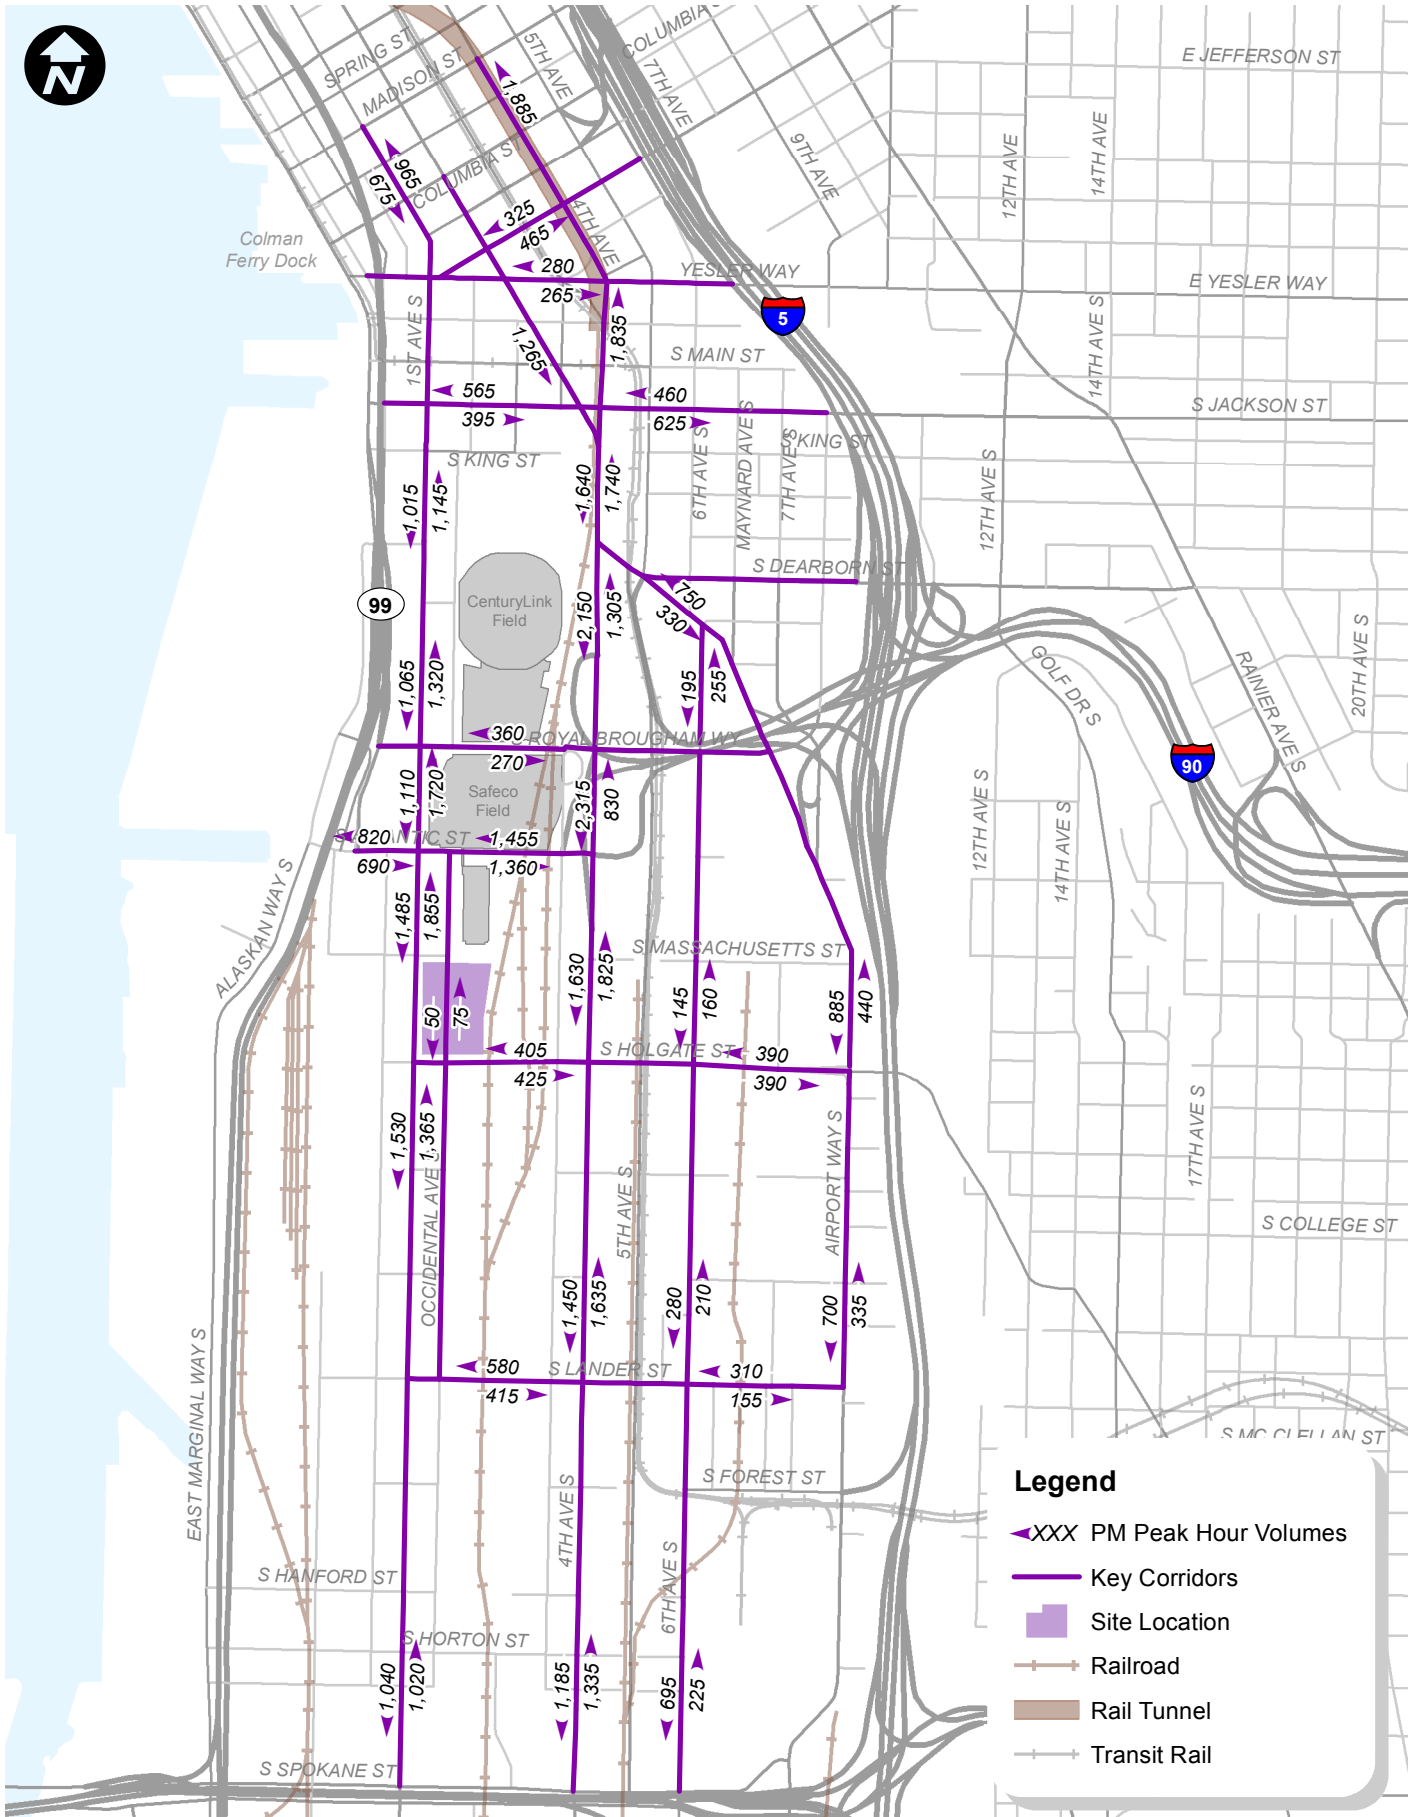 N
SPRING ST
MADISON ST
COLUMBIA ST
5TH AVE
COLUMBIA S
7TH AVE
9TH AVE
12TH AVE
14TH AVE
E JEFFERSON ST
1,885
965
675
325
465
4TH AVE
Colman
Ferry Dock
280
265
YESLER WAY
E YESLER WAY
5
1ST AVE S
1,265
1,835
S MAIN ST
14TH AVE S
565
395
460
625
S JACKSON ST
S KING ST
S KING ST
6TH AVE S
MAYNARD AVE S
7TH AVE S
12TH AVE S
1,015
1,145
1,640
1,740
S DEARBORN ST
99
CenturyLink
Field
2,150
1,305
750
330
1,065
1,320
195
255
GOLF DR S
RAINIER AVE S
20TH AVE S
360
270
S ROYAL BROUGHAM WY
90
1,110
1,720
Safeco
Field
2,315
830
12TH AVE S
14TH AVE S
820
690
S ATLANTIC ST
1,455
1,360
ALASKAN WAY S
1,485
1,855
S MASSACHUSETTS ST
1,630
1,825
145
160
885
440
50
75
405
425
S HOLGATE ST
390
390
1,530
1,365
OCCIDENTAL AVE S
5TH AVE S
AIRPORT WAY S
17TH AVE S
S COLLEGE ST
1,450
1,635
280
210
700
335
EAST MARGINAL WAY S
580
415
S LANDER ST
310
155
S MC CLELLAN ST
S FOREST ST
4TH AVE S
6TH AVE S
S HANFORD ST
S HORTON ST
1,040
1,020
1,185
1,335
695
225
S SPOKANE ST
Legend
XXX PM Peak Hour Volumes
Key Corridors
Site Location
Railroad
Rail Tunnel
Transit Rail